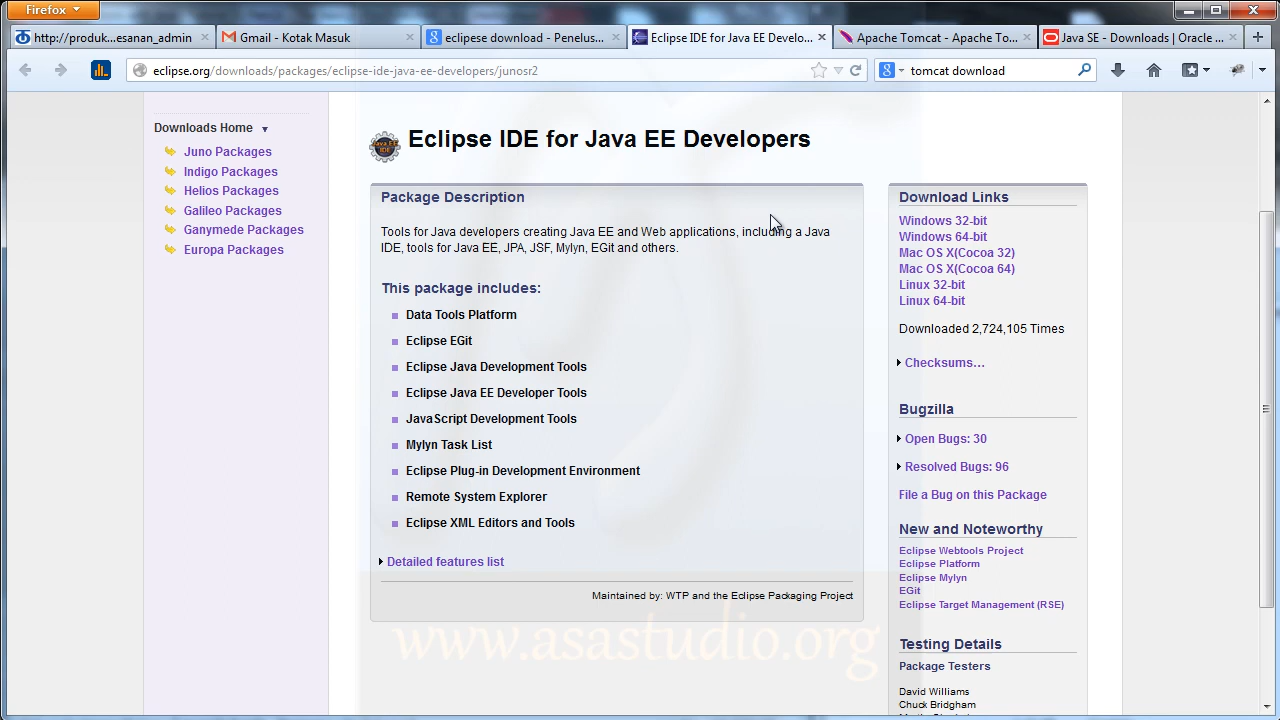 Firefox
http://produk...esanan_admin
Gmail - Kotak Masuk
eclipese download - Penelus...
Eclipse IDE for Java EE Develo...
Apache Tomcat - Apache To...
Java SE - Downloads | Oracle ...
eclipse.org/downloads/packages/eclipse-ide-java-ee-developers/junosr2
tomcat download
Downloads Home
Juno Packages
Indigo Packages
Helios Packages
Galileo Packages
Ganymede Packages
Europa Packages
Eclipse IDE for Java EE Developers
Package Description
Tools for Java developers creating Java EE and Web applications, including a Java
IDE, tools for Java EE, JPA, JSF, Mylyn, EGit and others.
This package includes:
Data Tools Platform
Eclipse EGit
Eclipse Java Development Tools
Eclipse Java EE Developer Tools
JavaScript Development Tools
Mylyn Task List
Eclipse Plug-in Development Environment
Remote System Explorer
Eclipse XML Editors and Tools
Detailed features list
Maintained by: WTP and the Eclipse Packaging Project
Download Links
Windows 32-bit
Windows 64-bit
Mac OS X(Cocoa 32)
Mac OS X(Cocoa 64)
Linux 32-bit
Linux 64-bit
Downloaded 2,724,105 Times
Checksums...
Bugzilla
Open Bugs: 30
Resolved Bugs: 96
File a Bug on this Package
New and Noteworthy
Eclipse Webtools Project
Eclipse Platform
Eclipse Mylyn
EGit
Eclipse Target Management (RSE)
Testing Details
Package Testers
David Williams
Chuck Bridgham
www.asastudio.org